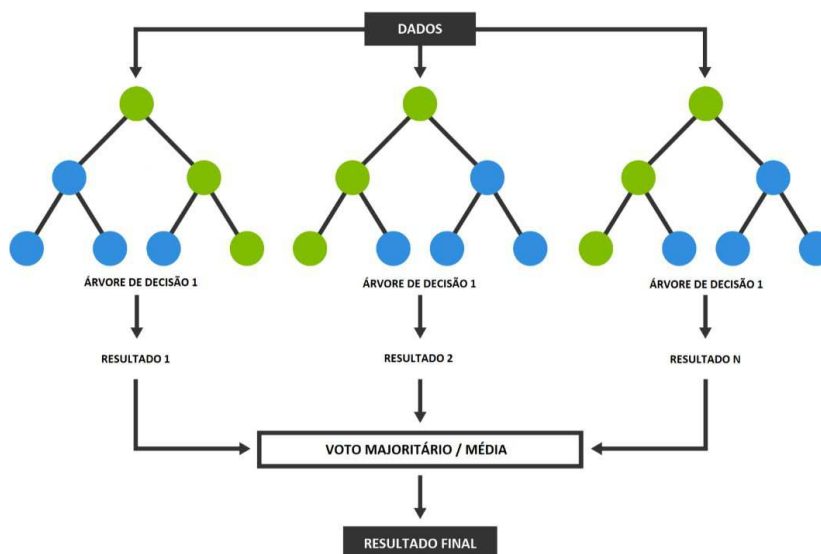 DADOS
ÁRVORE DE DECISÃO 1
ÁRVORE DE DECISÃO 1
ÁRVORE DE DECISÃO 1
RESULTADO 1
RESULTADO 2
RESULTADO N
VOTO MAJORITÁRIO / MÉDIA
RESULTADO FINAL